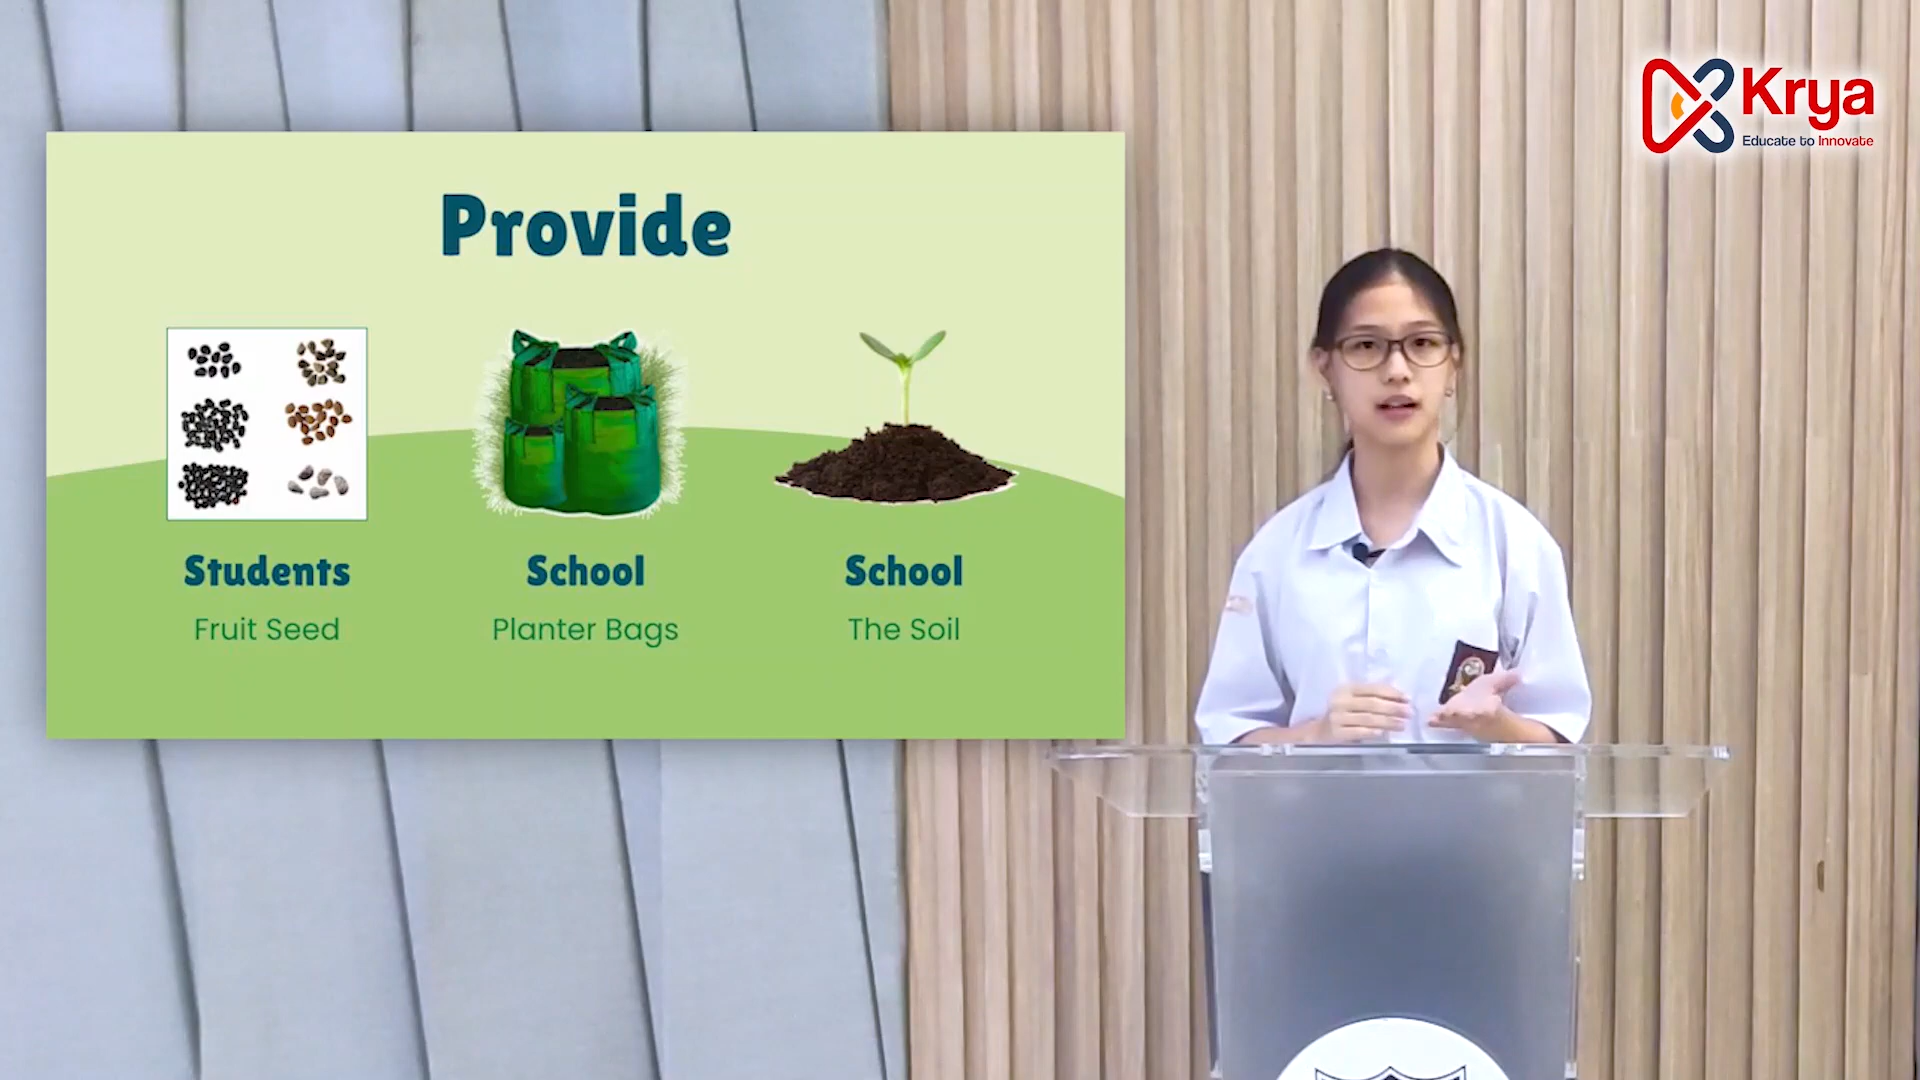 Provide
Students
Fruit Seed
School
Planter Bags
School
The Soil
Krya
Educate to Innovate